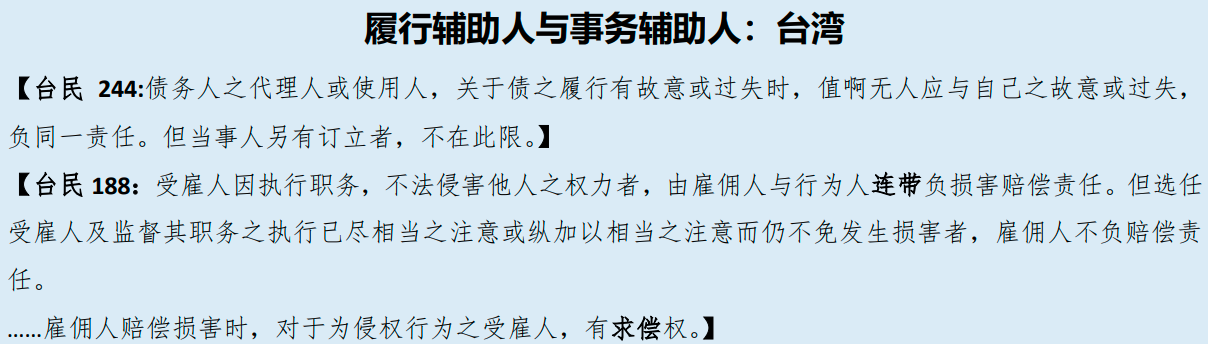 履行辅助人与事务辅助人：台湾
【台民 244:债务人之代理人或使用人，关于债之履行有故意或过失时，值啊无人应与自己之故意或过失，
负同一责任。但当事人另有订立者，不在此限。】
【台民 188：受雇人因执行职务，不法侵害他人之权力者，由雇佣人与行为人连带负损害赔偿责任。但选任
受雇人及监督其职务之执行已尽相当之注意或纵加以相当之注意而仍不免发生损害者，雇佣人不负赔偿责
任。
……雇佣人赔偿损害时，对于为侵权行为之受雇人，有求偿权。】